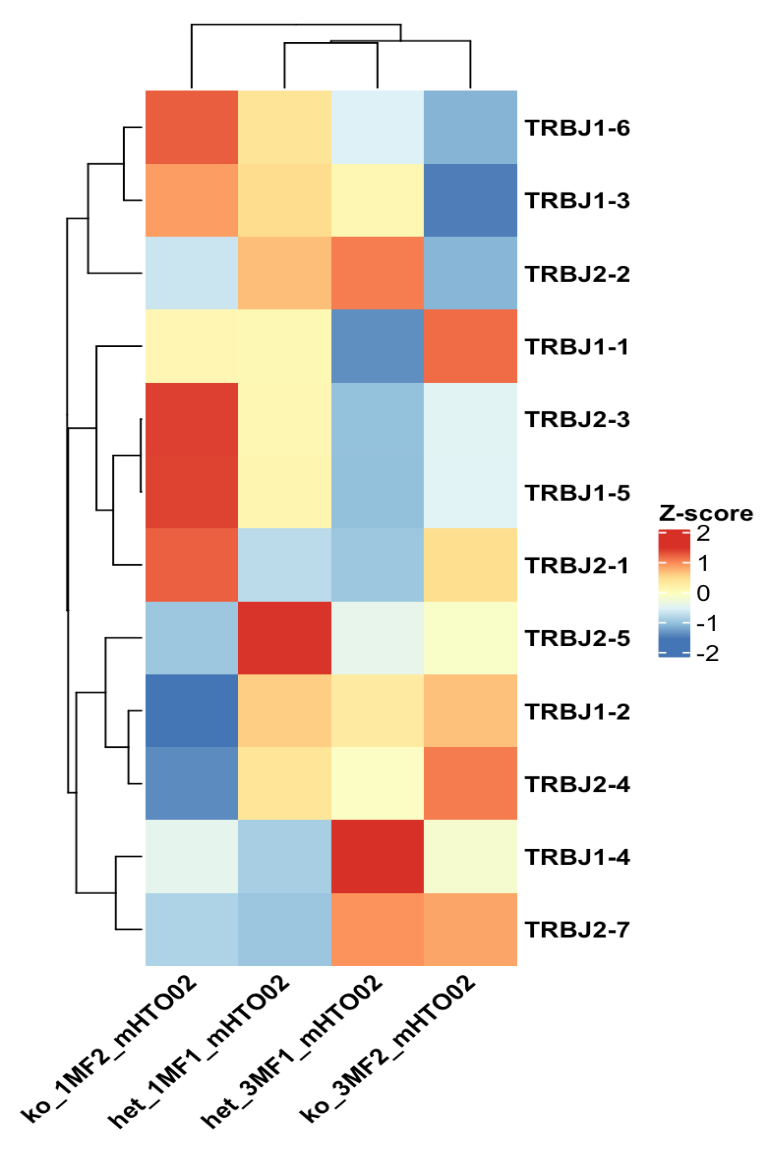 TRBJ1-6
TRBJ1-3
TRBJ2-2
TRBJ1-1
TRBJ2-3
TRBJ1-5
TRBJ2-1
TRBJ2-5
TRBJ1-2
TRBJ2-4
TRBJ1-4
TRBJ2-7
Z-score
2
1
0
-1
-2
ko_1MF2_mHTO02
het_1MF1_mHTO02
het_3MF1_mHTO02
ko_3MF2_mHTO02